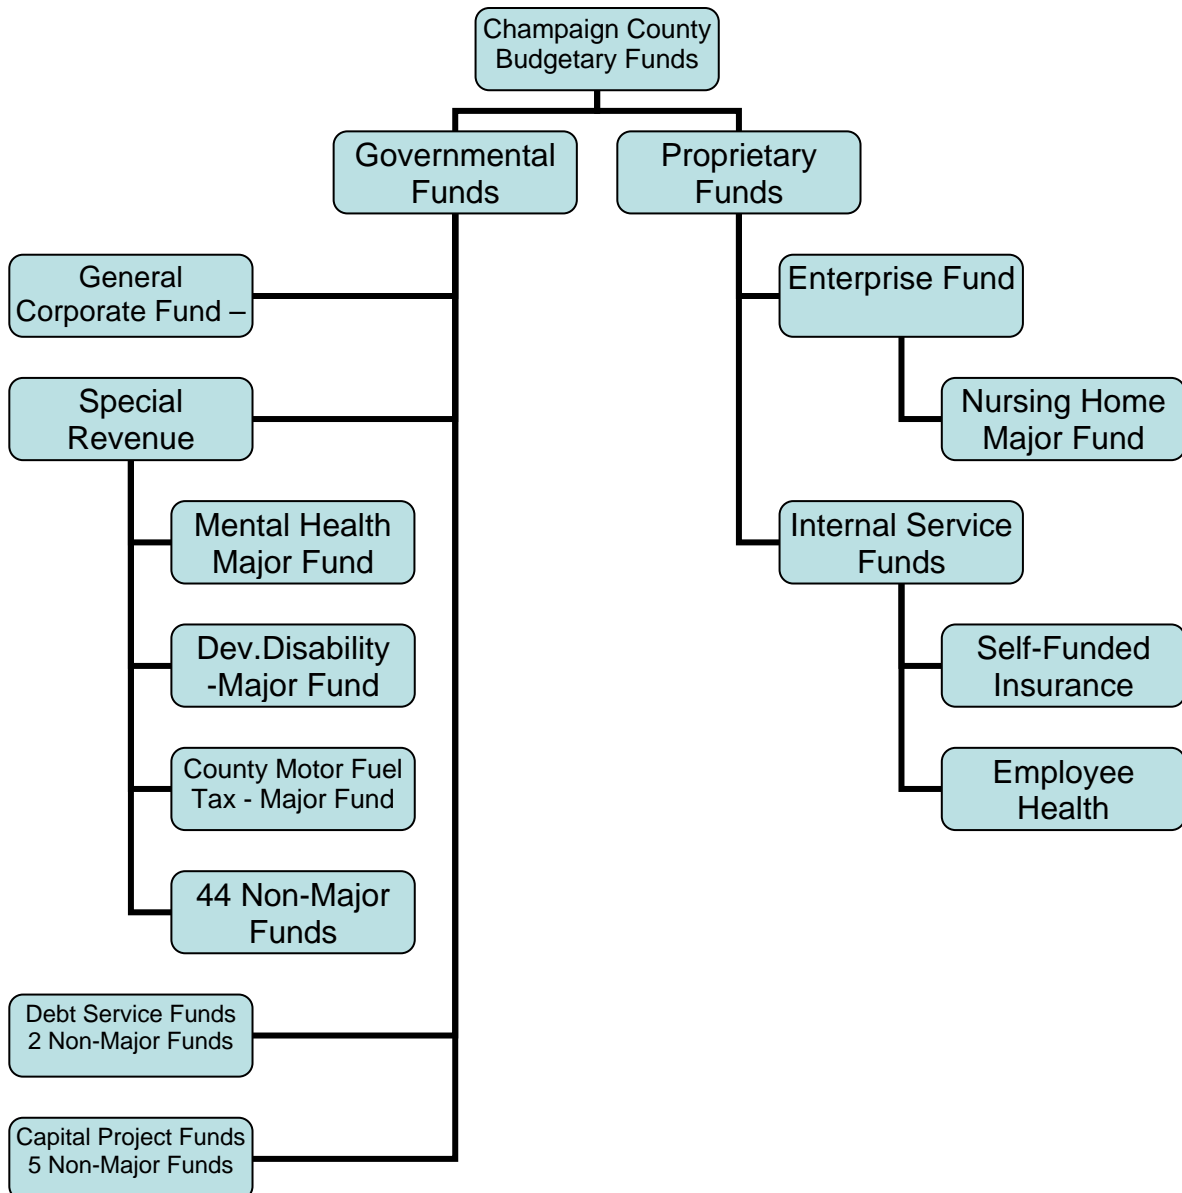 Champaign County
Budgetary Funds
Governmental
Funds
Proprietary
Funds
General
Corporate Fund –
Enterprise Fund
Special
Revenue
Nursing Home
Major Fund
Mental Health
Major Fund
Internal Service
Funds
Dev.Disability
-Major Fund
Self-Funded
Insurance
County Motor Fuel
Tax - Major Fund
Employee
Health
44 Non-Major
Funds
Debt Service Funds
2 Non-Major Funds
Capital Project Funds
5 Non-Major Funds